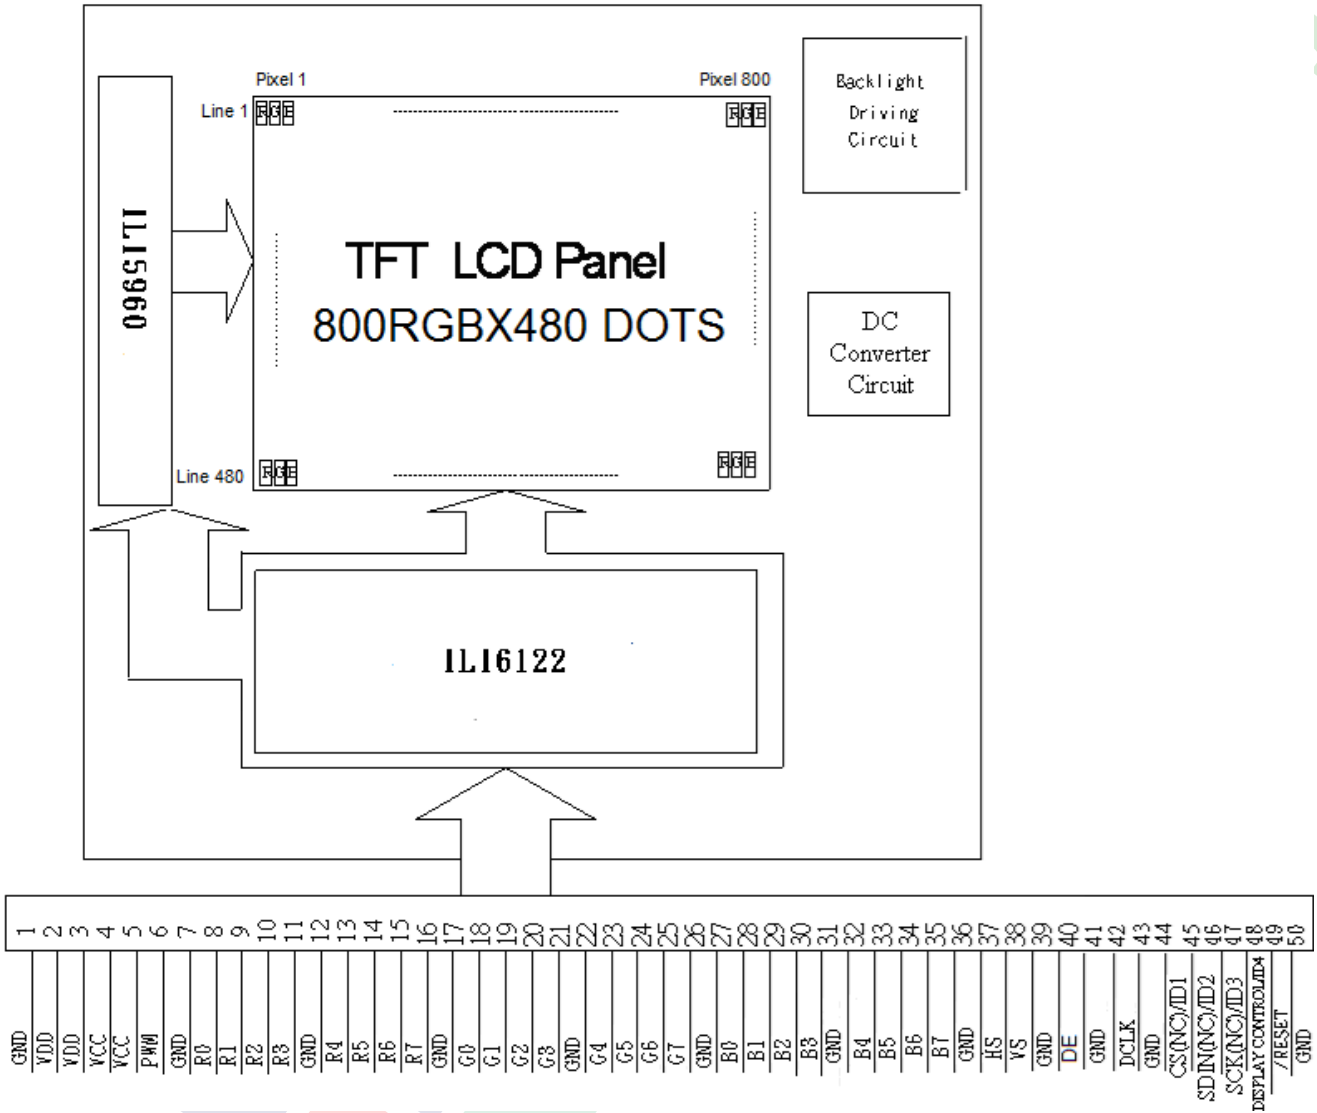 Pixel 1
Pixel 800
Line 1
RGB
RGB
Backlight
Driving
Circuit
ILI5960
TFT LCD Panel
800RGBX480 DOTS
DC
Converter
Circuit
Line 480
RGB
RGB
ILI6122
1 2 3 4 5 6 7 8 9 10 11 12 13 14 15 16 17 18 19 20 21 22 23 24 25 26 27 28 29 30 31 32 33 34 35 36 37 38 39 40 41 42 43 44 45 46 47 48 49 50
GND
VDD
VDD
VCC
VCC
PWM
GND
R0
R1
R2
R3
GND
R4
R5
R6
R7
GND
G0
G1
G2
G3
GND
G4
G5
G6
G7
GND
B0
B1
B2
B3
GND
B4
B5
B6
B7
GND
HS
VS
GND
DE
GND
DCLK
GND
CS(NC)/ID1
SDIN(NC)/ID2
SCK(NC)/ID3
DISPLAY CONTROL/ID4
/RESET
GND